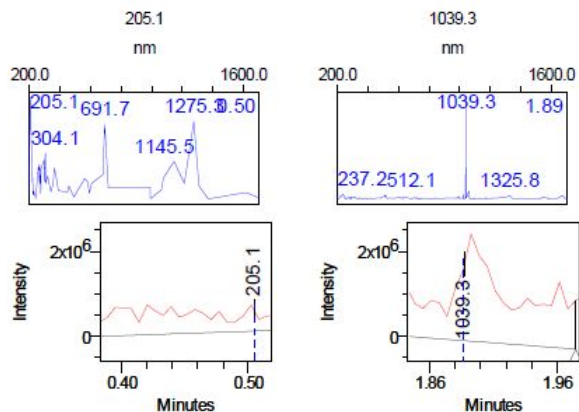 205.1
nm
200.0 1600.0
205.1 691.7 1275.3 0.50
304.1 1145.5
1039.3
nm
200.0 1600.0
1039.3 1.89
237.2 512.1 1325.8
Intensity
2x10⁶
0
205.1
0.40 0.50
Minutes
Intensity
2x10⁶
0
1039.3
1.86 1.96
Minutes